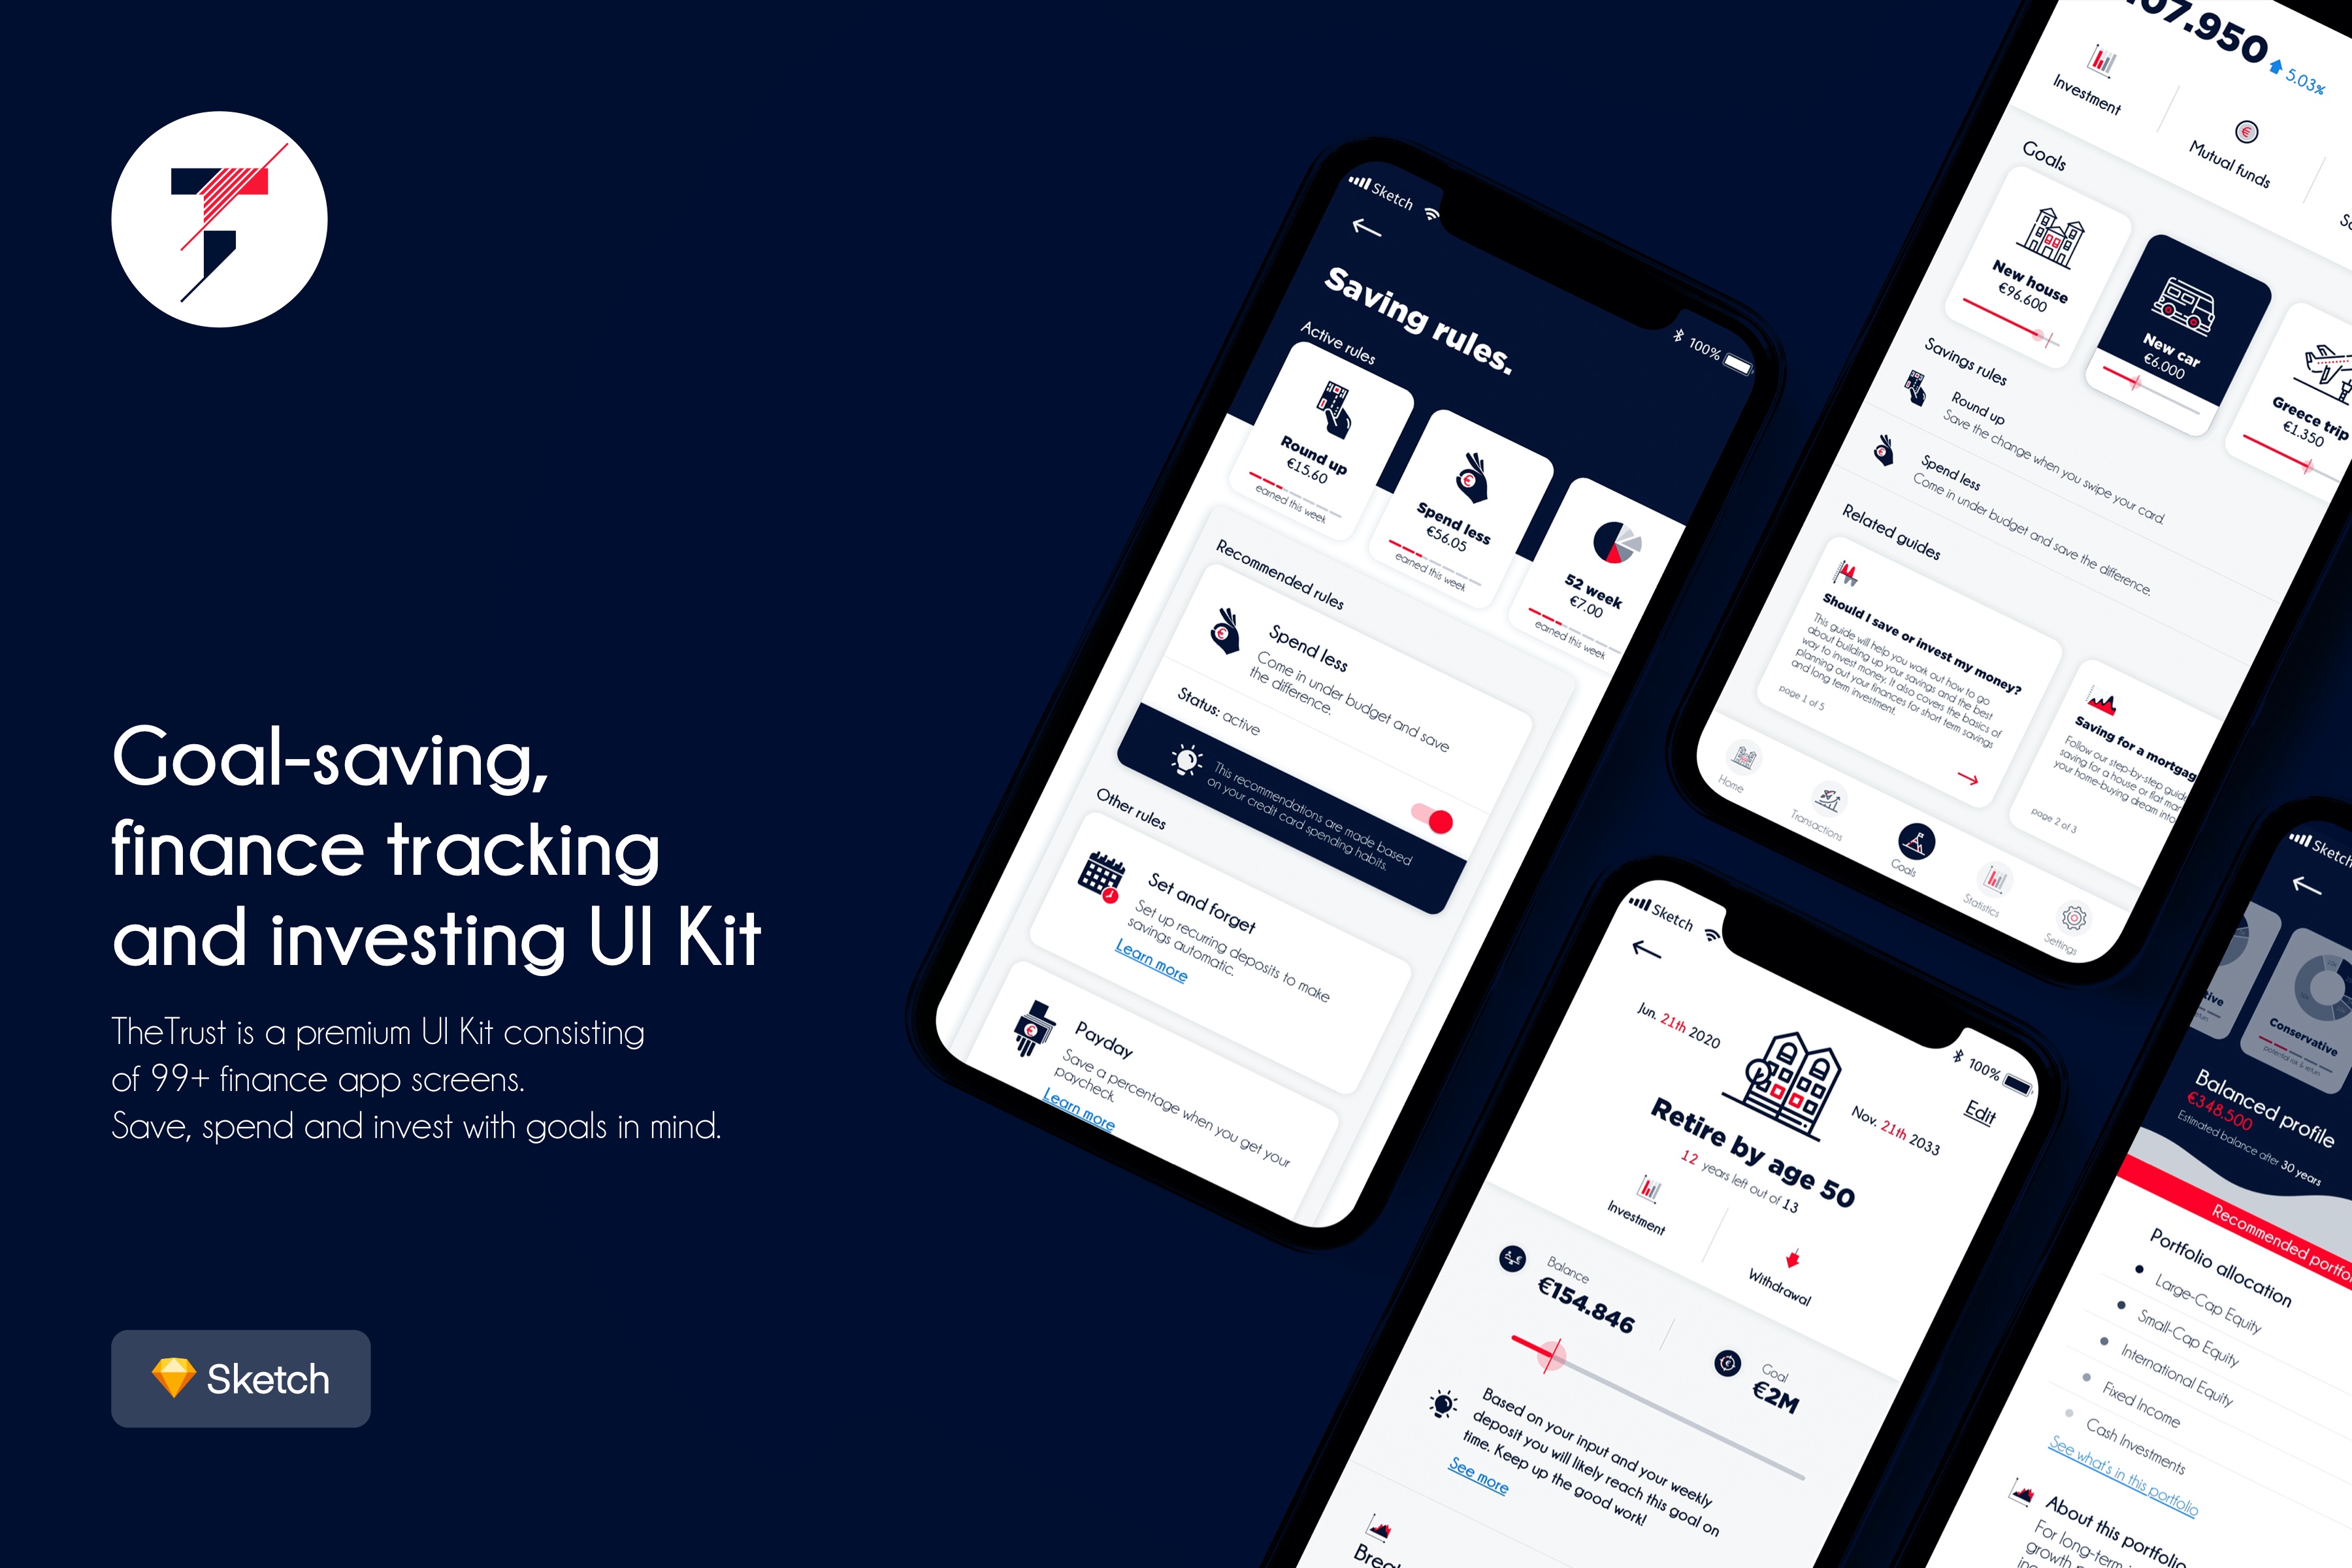 Goal-saving,
finance tracking
and investing UI Kit
TheTrust is a premium UI Kit consisting
of 99+ finance app screens.
Save, spend and invest with goals in mind.
Sketch
Sketch
100%
Saving rules.
Active rules
Round up
€15.60
earned this week
Spend less
€56.05
earned this week
52 week
€7.00
earned this week
Recommended rules
Spend less
Come in under budget and save
the difference.
Status: active
This recommendations are made based
on your credit card spending habits.
Other rules
Set and forget
Set up recurring deposits to make
savings automatic.
Learn more
Payday
Save a percentage when you get your
paycheck.
Learn more
07.950
5.03%
Investment
Mutual funds
Goals
New house
€96.600
New car
€6.000
Greece trip
€1.350
Savings rules
Round up
Save the change when you swipe your card.
Spend less
Come in under budget and save the difference.
Related guides
Should I save or invest my money?
This guide will help you work out how to go
about building up your savings and the best
way to invest money. It also covers the basics of
planning out your finances for short term savings
and long term investment.
page 1 of 5
Saving for a mortgag
Follow our step-by-step guide
saving for a house or flat
your home-buying dream into
page 2 of 3
Home
Transactions
Goals
Statistics
Settings
Sketch
100%
Jun. 21th 2020
Edit
Nov. 21th 2033
Retire by age 50
12 years left out of 13
Investment
Withdrawal
Balance
€154.846
Goal
€2M
Based on your input and your weekly
deposit you will likely reach this goal on
time. Keep up the good work!
See more
Sketch
Conservative
potential risk & return
Balanced profile
€348.500
Estimated balance after 30 years
Recommended portfo
Portfolio allocation
Large-Cap Equity
Small-Cap Equity
International Equity
Fixed Income
Cash Investments
See what's in this portfolio
About this portfolio
For long-term
growth